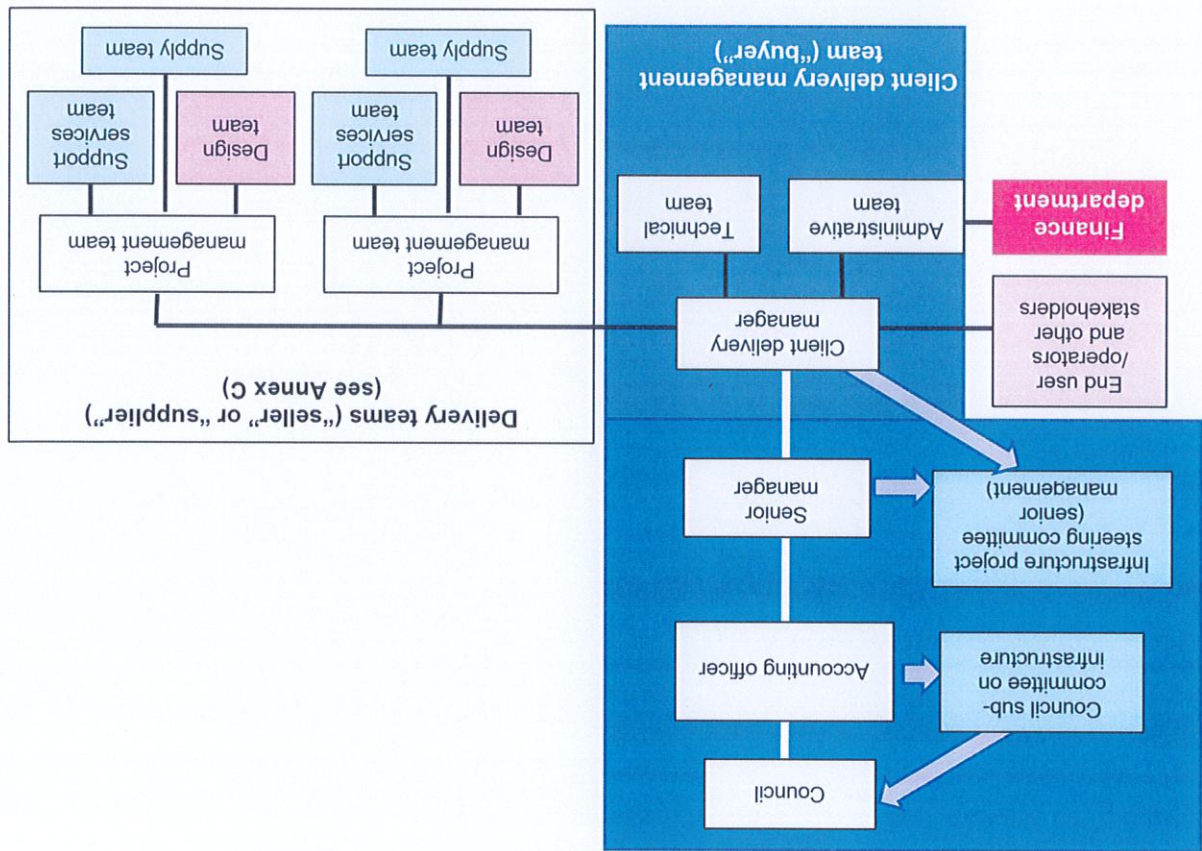 Council
Council sub-
committee on
infrastructure
Accounting officer
Infrastructure project
steering committee
(senior
management)
Senior
manager
End user
/operators
and other
stakeholders
Client delivery
manager
Finance
department
Administrative
team
Technical
team
Client delivery management
team (“buyer”)
Delivery teams (“seller” or “supplier”)
(see Annex C)
Project
management team
Design
team
Support
services
team
Supply team
Project
management team
Design
team
Support
services
team
Supply team